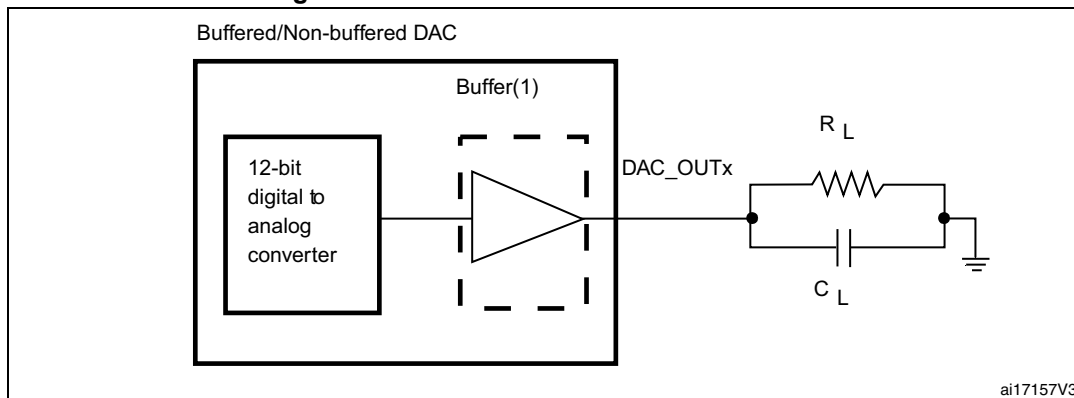 Buffered/Non-buffered DAC
Buffer(1)
12-bit
digital to
analog
converter
DAC_OUTx
R L
C L
ai17157V3